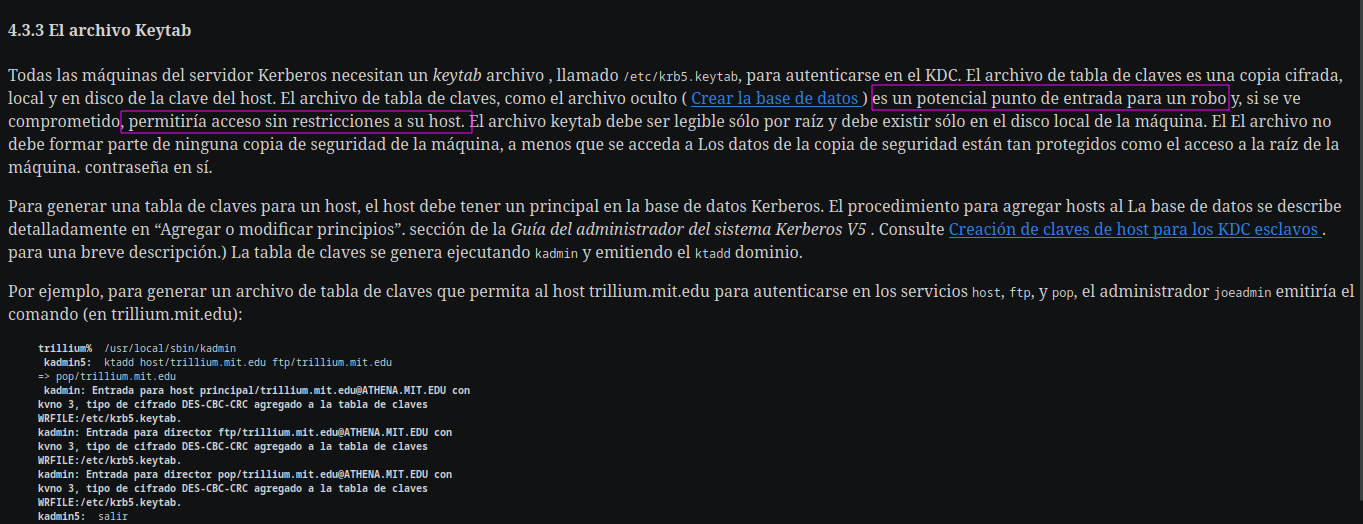 4.3.3 El archivo Keytab
Todas las máquinas del servidor Kerberos necesitan un keytab archivo , llamado /etc/krb5.keytab, para autenticarse en el KDC. El archivo de tabla de claves es una copia cifrada,
local y en disco de la clave del host. El archivo de tabla de claves, como el archivo oculto ( Crear la base de datos ) es un potencial punto de entrada para un robo y, si se ve
comprometido, permitiría acceso sin restricciones a su host. El archivo keytab debe ser legible sólo por raíz y debe existir sólo en el disco local de la máquina. El El archivo no
debe formar parte de ninguna copia de seguridad de la máquina, a menos que se acceda a Los datos de la copia de seguridad están tan protegidos como el acceso a la raíz de la
máquina. contraseña en sí.
Para generar una tabla de claves para un host, el host debe tener un principal en la base de datos Kerberos. El procedimiento para agregar hosts al La base de datos se describe
detalladamente en “Agregar o modificar principios”. sección de la Guía del administrador del sistema Kerberos V5 . Consulte Creación de claves de host para los KDC esclavos .
para una breve descripción.) La tabla de claves se genera ejecutando kadmin y emitiendo el ktadd dominio.
Por ejemplo, para generar un archivo de tabla de claves que permita al host trillium.mit.edu para autenticarse en los servicios host, ftp, y pop, el administrador joeadmin emitiría el
comando (en trillium.mit.edu):
trillium% /usr/local/sbin/kadmin
kadmin5: ktadd host/trillium.mit.edu ftp/trillium.mit.edu
=> pop/trillium.mit.edu
kadmin: Entrada para host principal/trillium.mit.edu@ATHENA.MIT.EDU con
kvno 3, tipo de cifrado DES-CBC-CRC agregado a la tabla de claves
WRFILE:/etc/krb5.keytab.
kadmin: Entrada para director ftp/trillium.mit.edu@ATHENA.MIT.EDU con
kvno 3, tipo de cifrado DES-CBC-CRC agregado a la tabla de claves
WRFILE:/etc/krb5.keytab.
kadmin: Entrada para director pop/trillium.mit.edu@ATHENA.MIT.EDU con
kvno 3, tipo de cifrado DES-CBC-CRC agregado a la tabla de claves
WRFILE:/etc/krb5.keytab.
kadmin5: salir